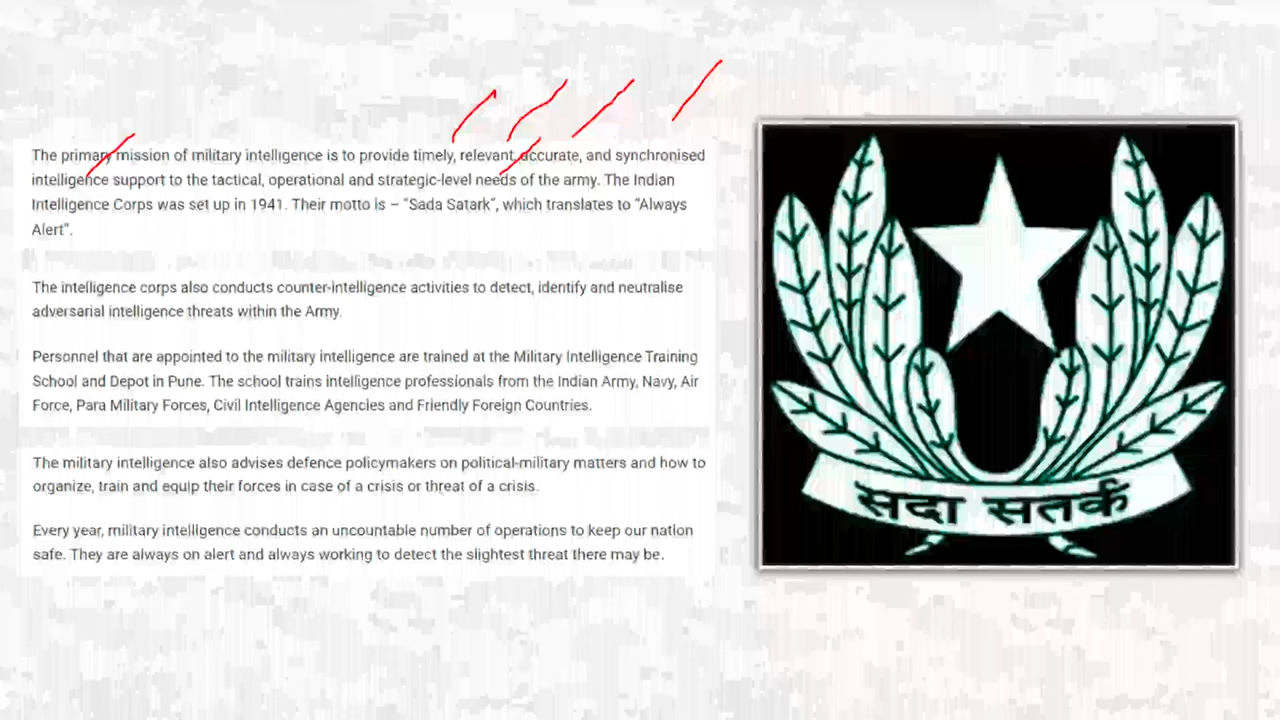 The primary mission of military intelligence is to provide timely, relevant, accurate, and synchronised
intelligence support to the tactical, operational and strategic-level needs of the army. The Indian
Intelligence Corps was set up in 1941. Their motto is – “Sada Satark”, which translates to “Always
Alert”.
The intelligence corps also conducts counter-intelligence activities to detect, identify and neutralise
adversarial intelligence threats within the Army.
Personnel that are appointed to the military intelligence are trained at the Military Intelligence Training
School and Depot in Pune. The school trains intelligence professionals from the Indian Army, Navy, Air
Force, Para Military Forces, Civil Intelligence Agencies and Friendly Foreign Countries.
The military intelligence also advises defence policymakers on political-military matters and how to
organize, train and equip their forces in case of a crisis or threat of a crisis.
Every year, military intelligence conducts an uncountable number of operations to keep our nation
safe. They are always on alert and always working to detect the slightest threat there may be.
सदा सतर्क